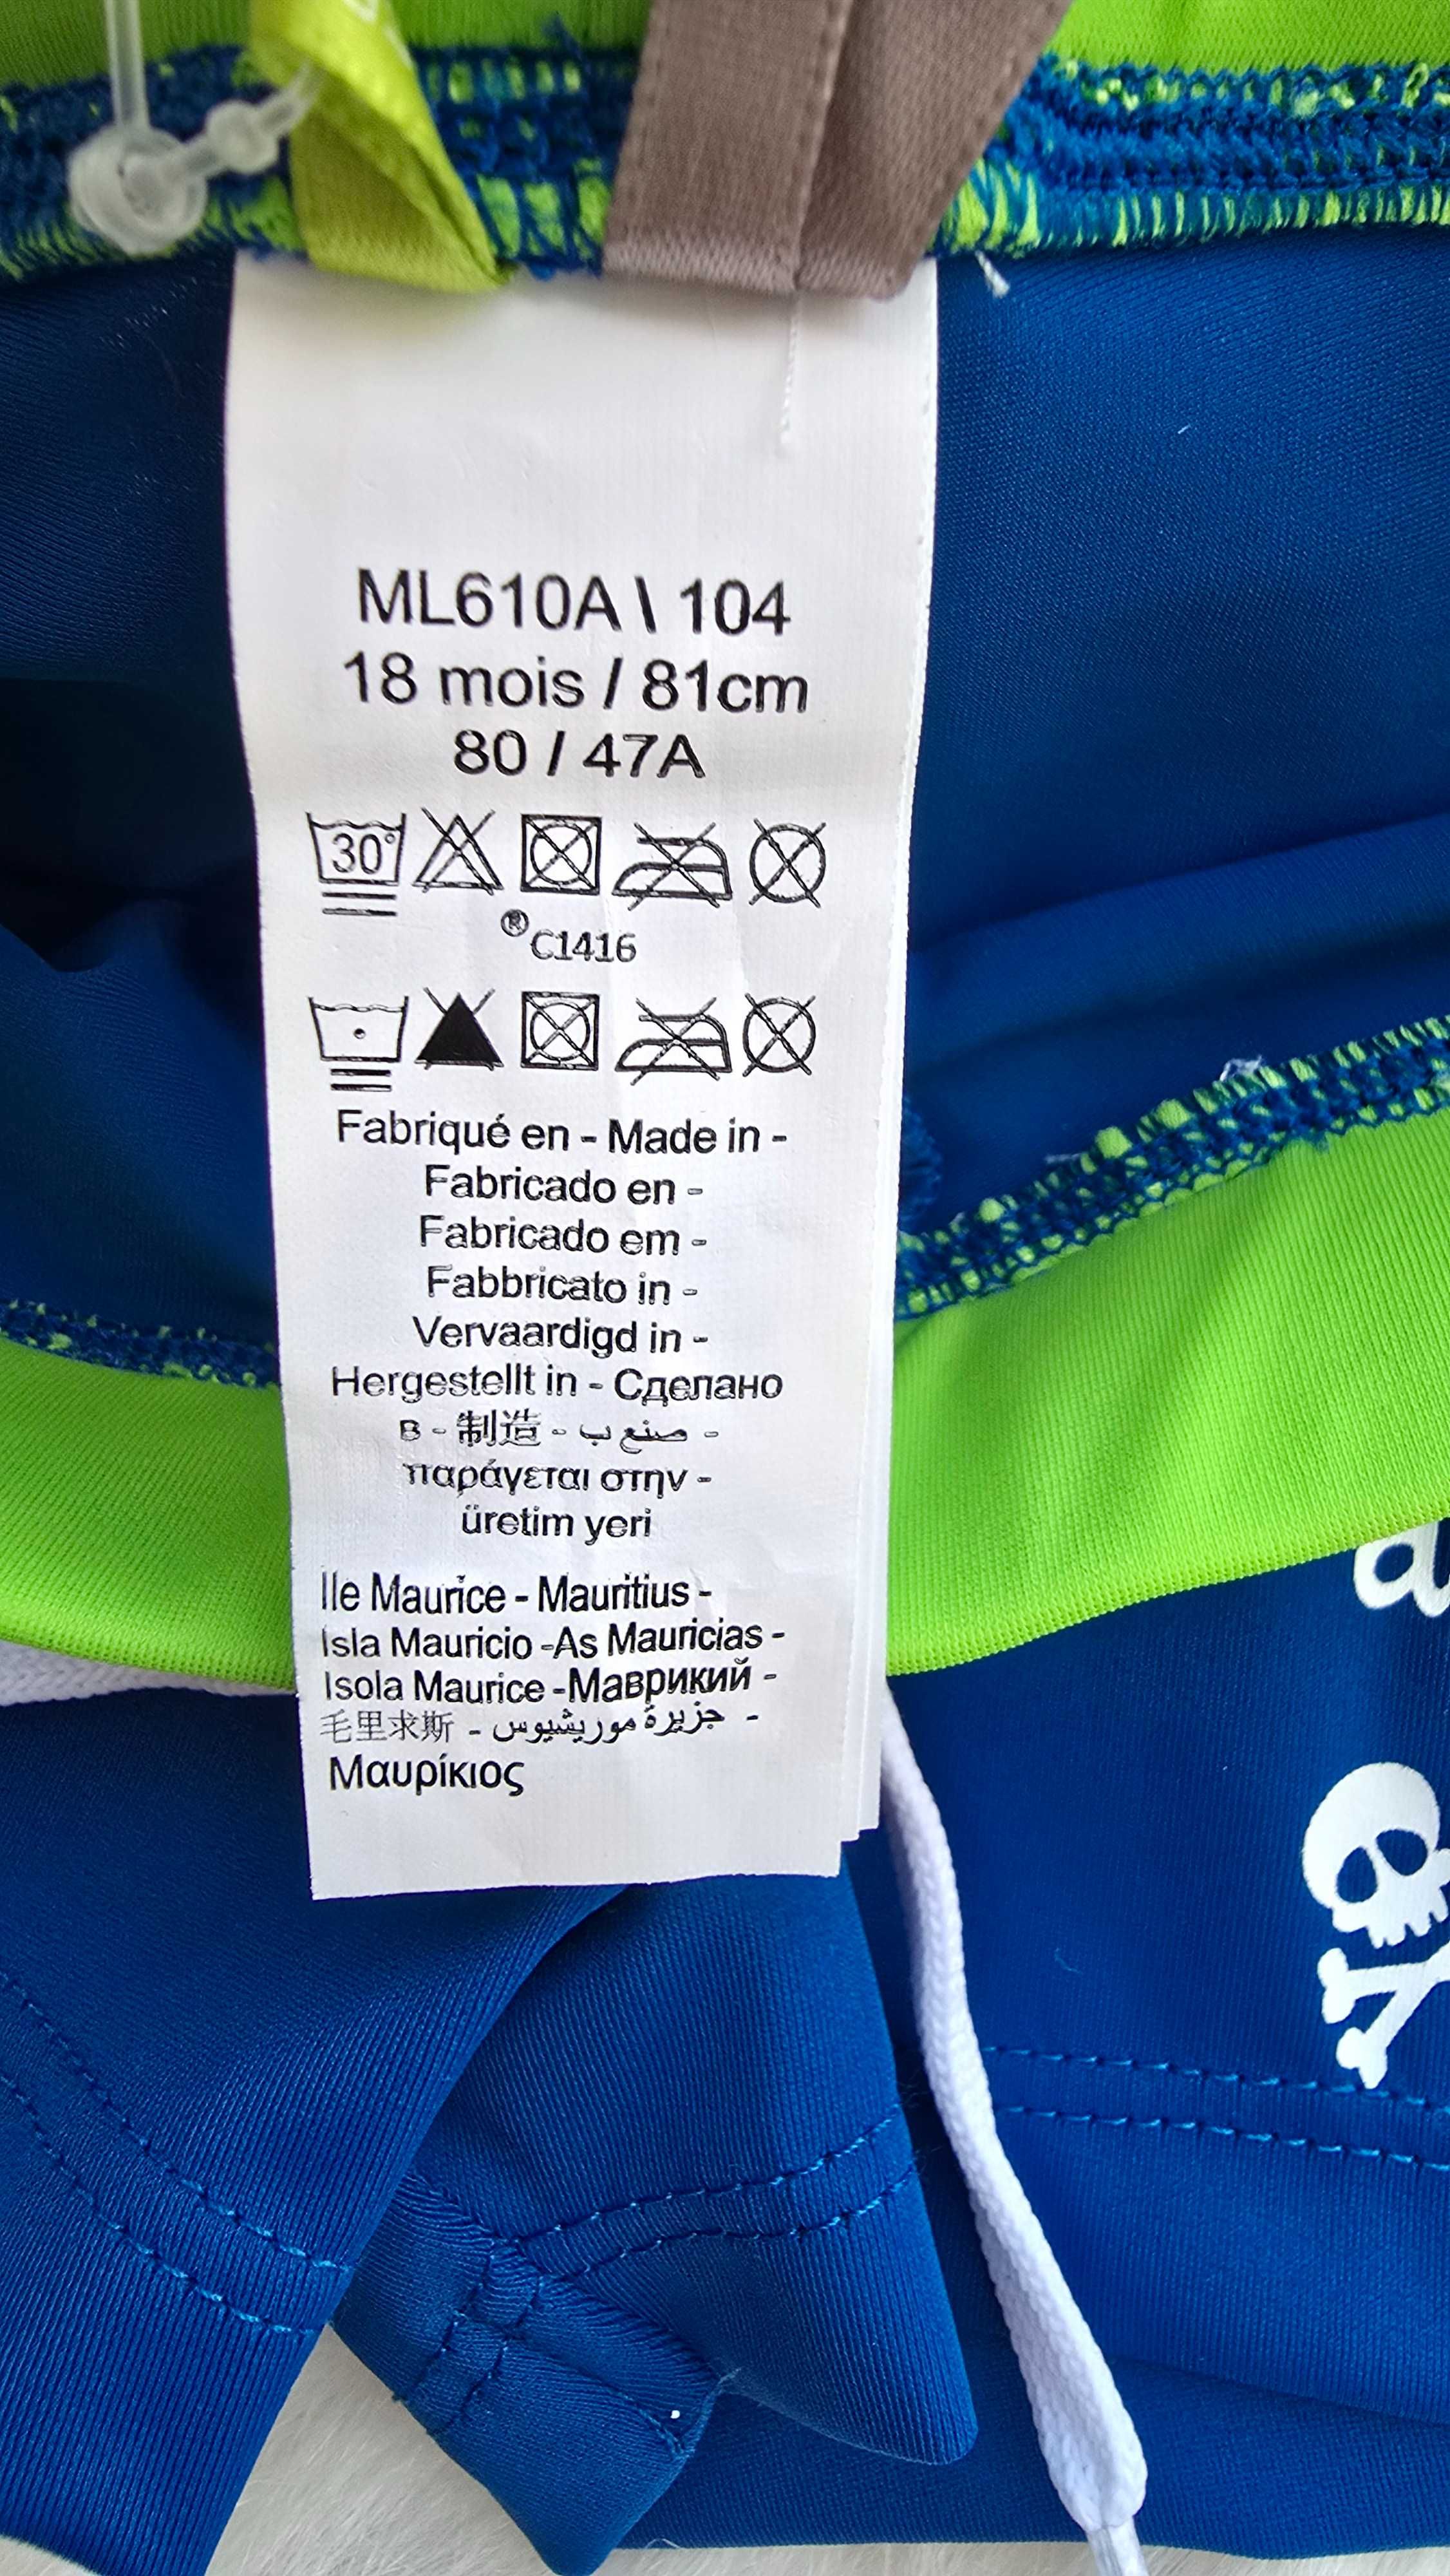 ML610A \ 104
18 mois / 81cm
80 / 47A
30°
® C1416
Fabriqué en - Made in -
Fabricado en -
Fabricado em -
Fabbricato in -
Vervaardigd in -
Hergestellt in - Сделано
в - 制造 - صنع ب -
παράγεται στην -
üretim yeri
Ile Maurice - Mauritius -
Isla Mauricio -As Mauricias -
Isola Maurice -Маврикий -
毛里求斯 - جزيرة موريشيوس -
Μαυρίκιος